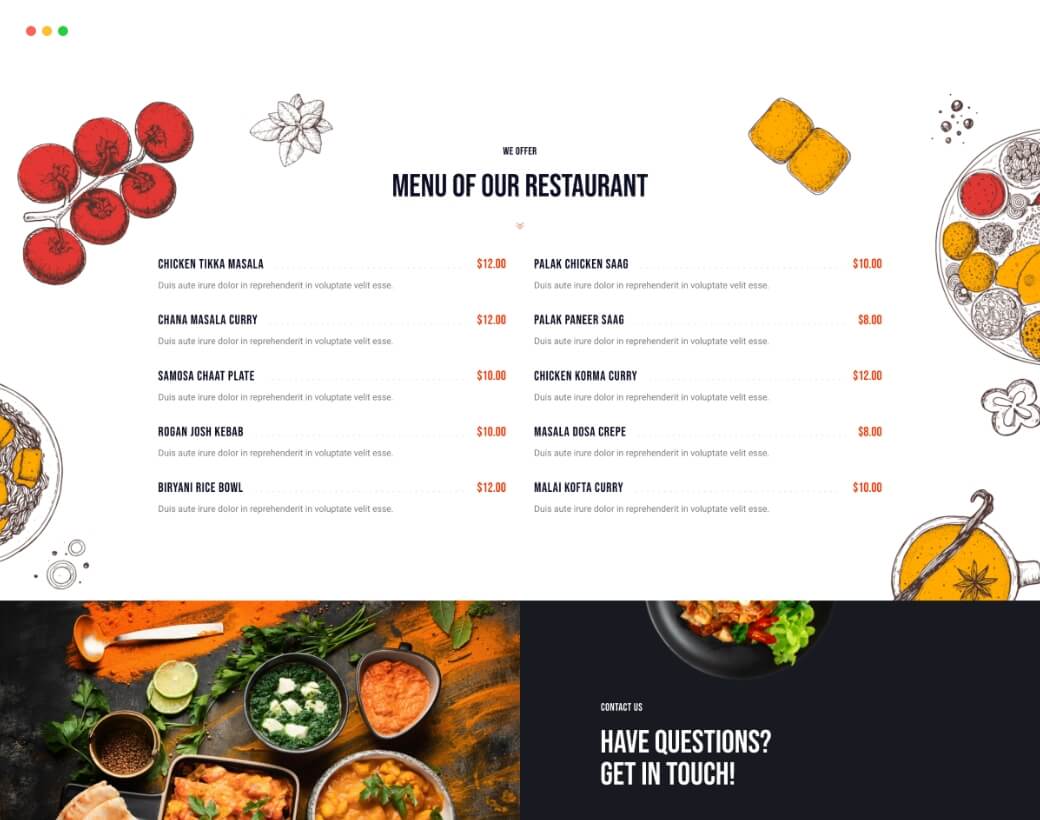 WE OFFER
MENU OF OUR RESTAURANT
CHICKEN TIKKA MASALA $12.00
Duis aute irure dolor in reprehenderit in voluptate velit esse.
CHANA MASALA CURRY $12.00
Duis aute irure dolor in reprehenderit in voluptate velit esse.
SAMOSA CHAAT PLATE $10.00
Duis aute irure dolor in reprehenderit in voluptate velit esse.
ROGAN JOSH KEBAB $10.00
Duis aute irure dolor in reprehenderit in voluptate velit esse.
BIRYANI RICE BOWL $12.00
Duis aute irure dolor in reprehenderit in voluptate velit esse.
PALAK CHICKEN SAAG $10.00
Duis aute irure dolor in reprehenderit in voluptate velit esse.
PALAK PANEER SAAG $8.00
Duis aute irure dolor in reprehenderit in voluptate velit esse.
CHICKEN KORMA CURRY $12.00
Duis aute irure dolor in reprehenderit in voluptate velit esse.
MASALA DOSA CREPE $8.00
Duis aute irure dolor in reprehenderit in voluptate velit esse.
MALAI KOFTA CURRY $10.00
Duis aute irure dolor in reprehenderit in voluptate velit esse.
CONTACT US
HAVE QUESTIONS?
GET IN TOUCH!